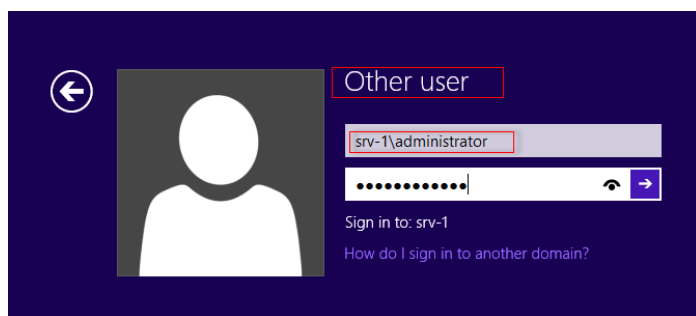 Other user
srv-1\administrator
••••••••••••
Sign in to: srv-1
How do I sign in to another domain?